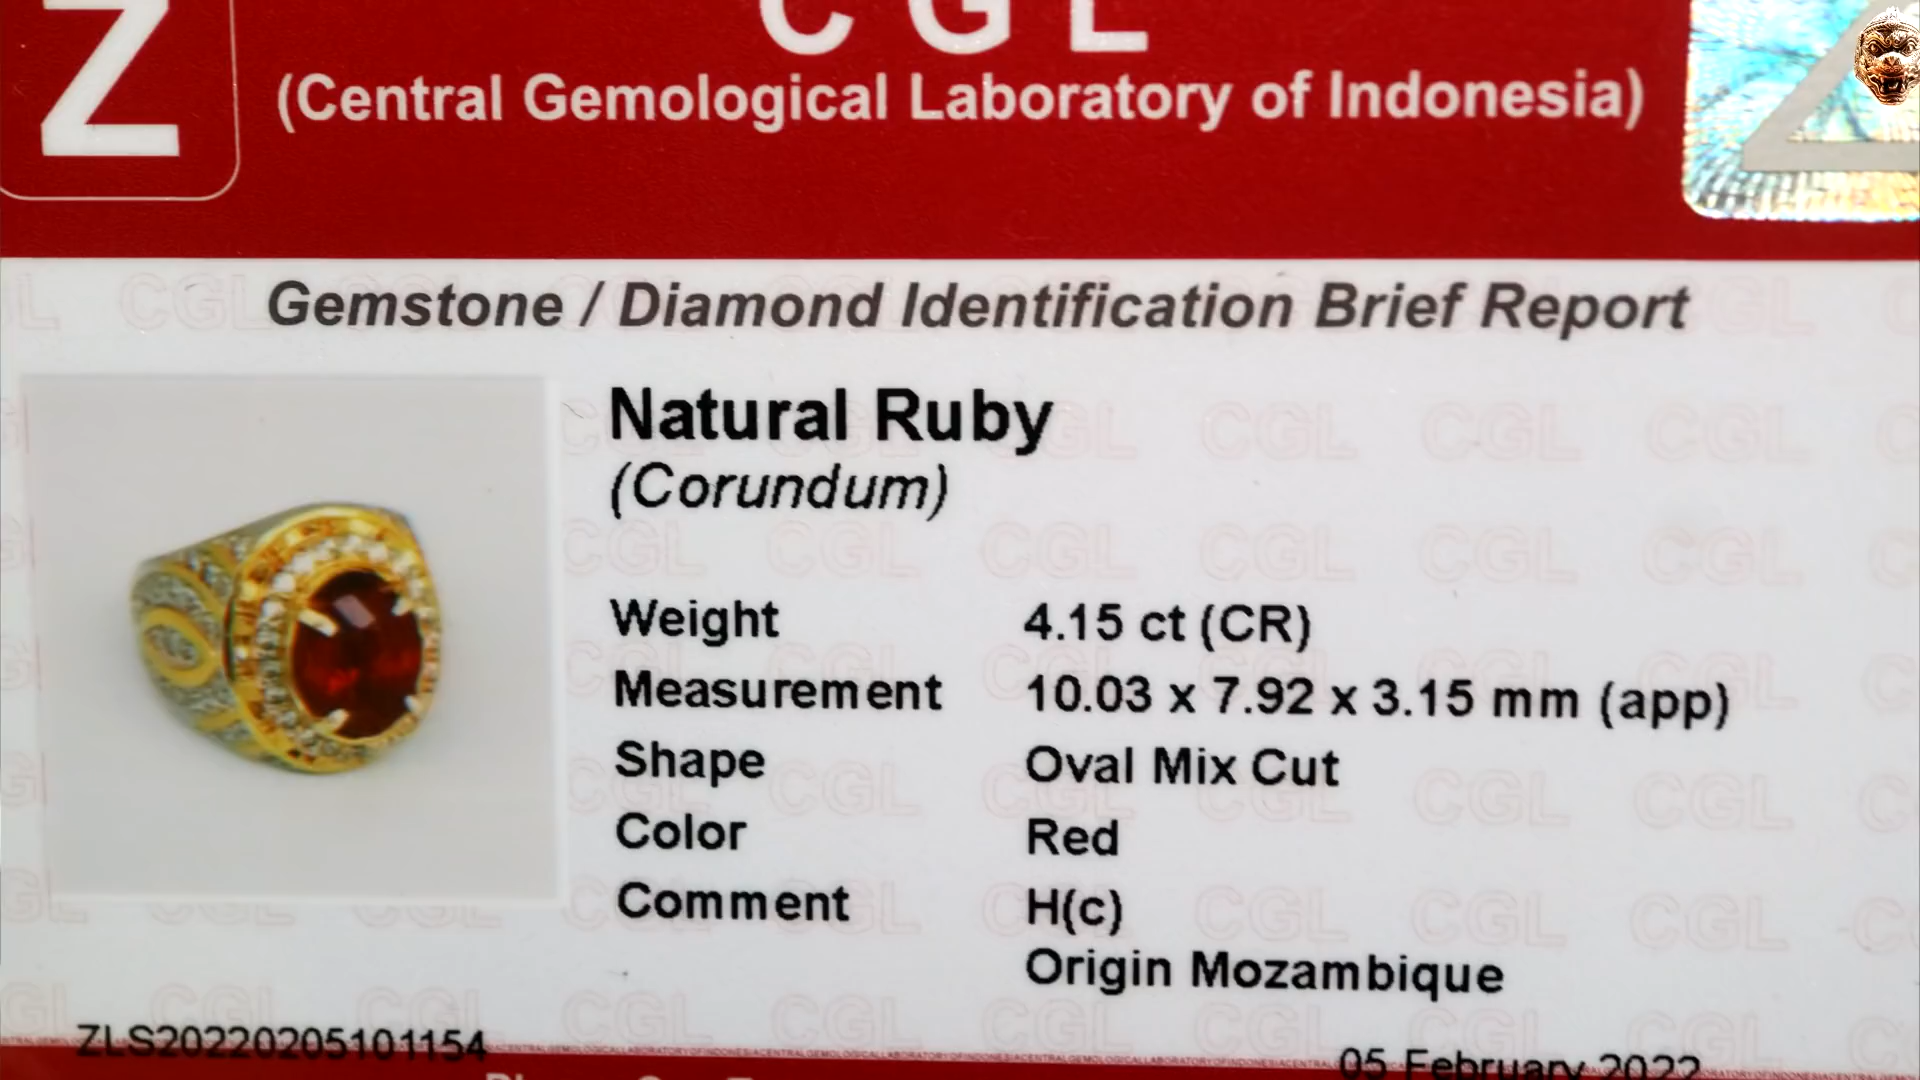 Z
CGL
(Central Gemological Laboratory of Indonesia)
Gemstone / Diamond Identification Brief Report
Natural Ruby
(Corundum)
Weight 4.15 ct (CR)
Measurement 10.03 x 7.92 x 3.15 mm (app)
Shape Oval Mix Cut
Color Red
Comment H(c)
Origin Mozambique
ZLS20220205101154
05 February 2022